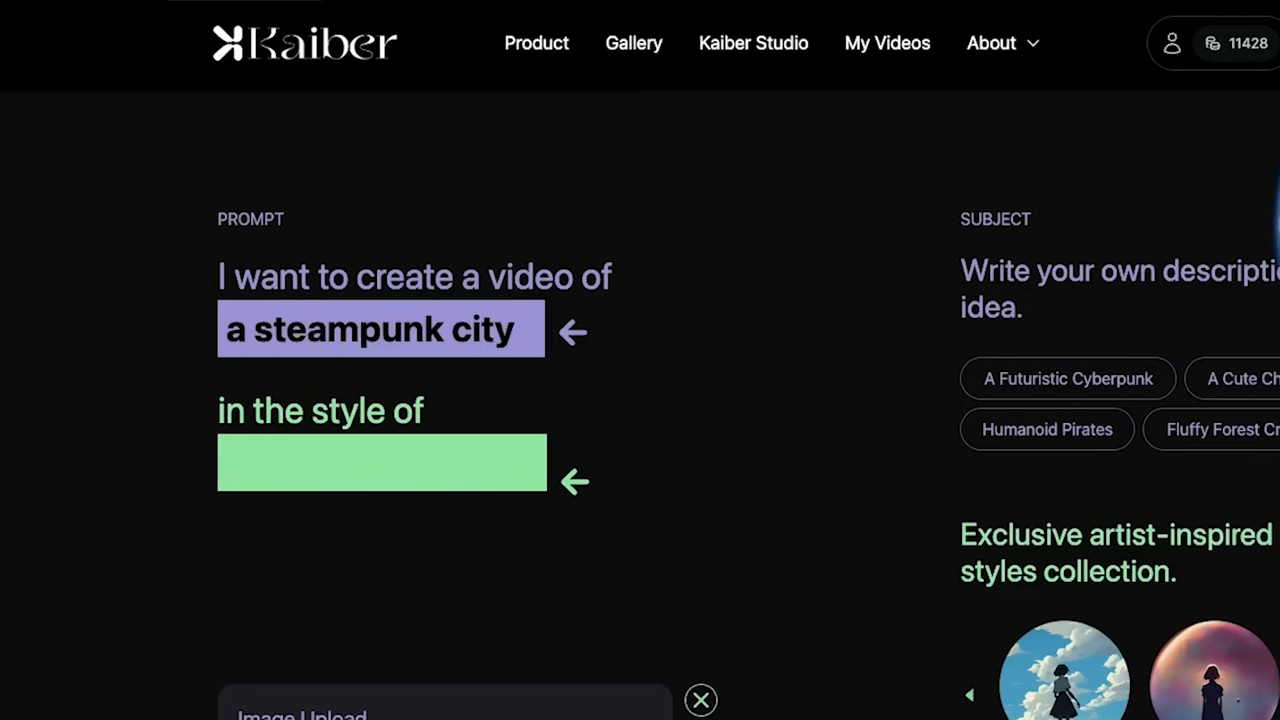 Kaiber
Product
Gallery
Kaiber Studio
My Videos
About
11428
PROMPT
I want to create a video of
a steampunk city
in the style of
SUBJECT
Write your own descripti
idea.
A Futuristic Cyberpunk
A Cute Ch
Humanoid Pirates
Fluffy Forest Cr
Exclusive artist-inspired
styles collection.
Image Upload